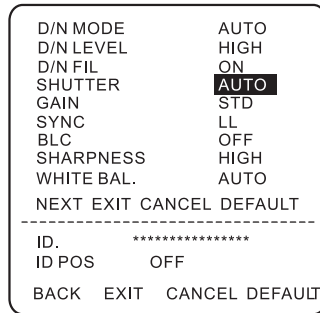 D/N MODE AUTO
D/N LEVEL HIGH
D/N FIL ON
SHUTTER AUTO
GAIN STD
SYNC LL
BLC OFF
SHARPNESS HIGH
WHITE BAL. AUTO
NEXT EXIT CANCEL DEFAULT
ID. ****************
ID POS OFF
BACK EXIT CANCEL DEFAULT